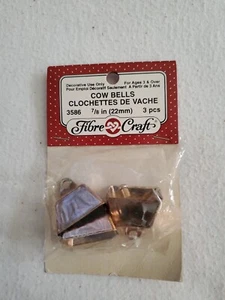 Decorative Use Only For Ages 3 & Over
Pour Emploi Décoratif Seulement A Partir de 3 Ans
COW BELLS
CLOCHETTES DE VACHE
3586 7/8 in (22mm) 3 pcs
Fibre Craft